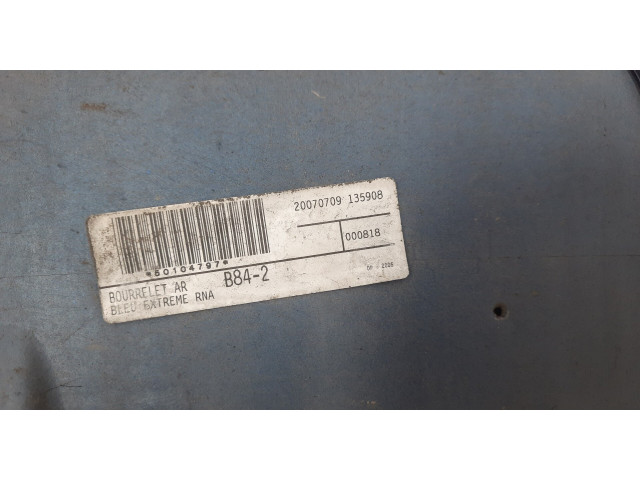 20070709 135908
000818
*50104797*
BOURRELET AR B84-2
BLEU EXTREME RNA